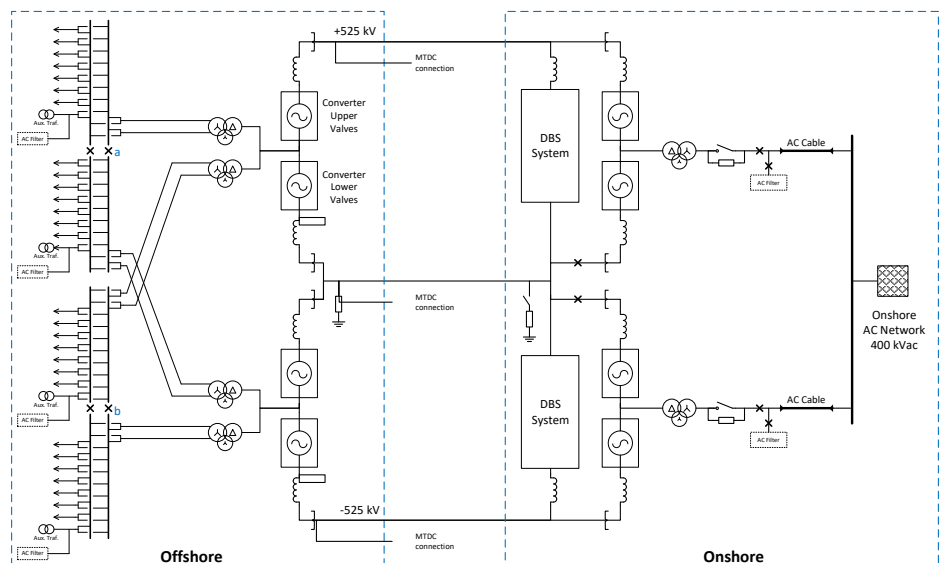 +525 kV
MTDC
connection
Aux. Traf.
AC Filter
a
Converter
Upper
Valves
DBS
System
AC Cable
AC Filter
Converter
Lower
Valves
Aux. Traf.
AC Filter
MTDC
connection
Onshore
AC Network
400 kVac
Aux. Traf.
AC Filter
b
DBS
System
AC Cable
AC Filter
-525 kV
Aux. Traf.
AC Filter
MTDC
connection
Offshore
Onshore